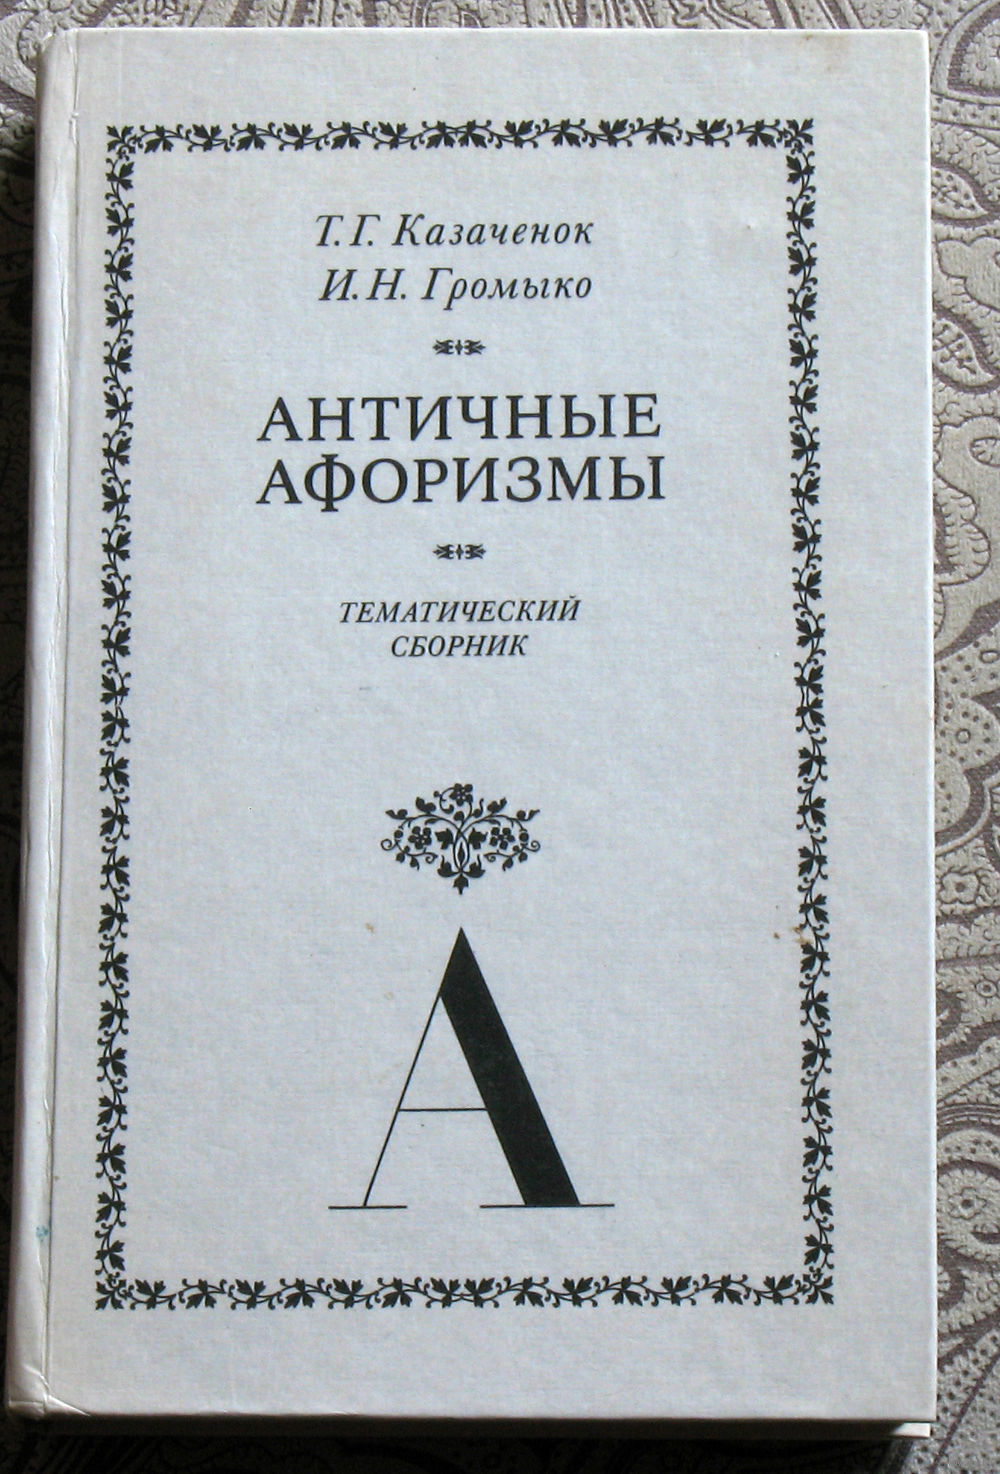 Т. Г. Казаченок
И. Н. Громыко
АНТИЧНЫЕ
АФОРИЗМЫ
ТЕМАТИЧЕСКИЙ
СБОРНИК
А